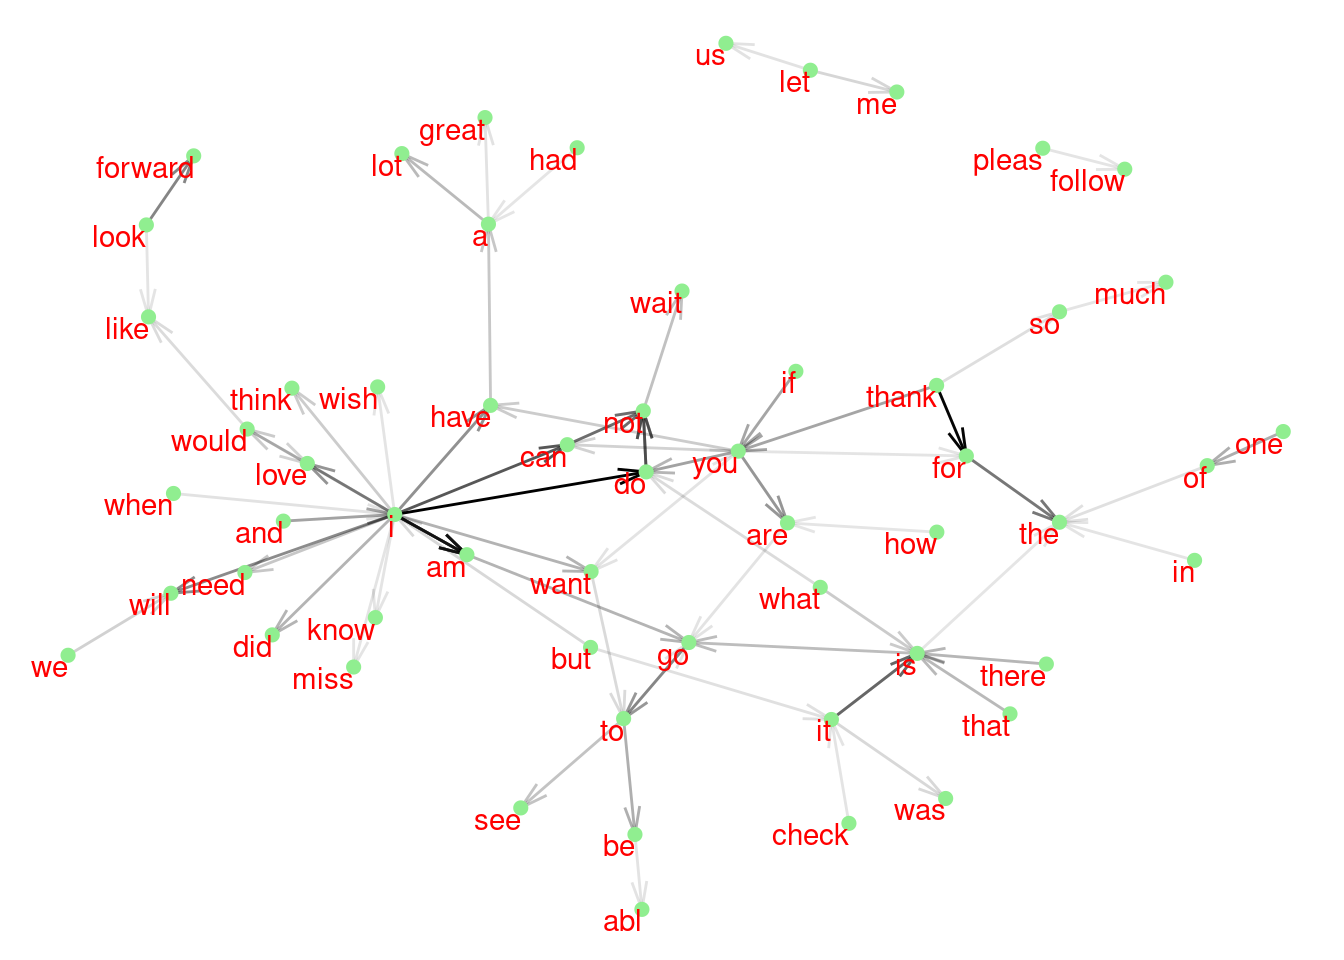 us
let
me
great
had
lot
forward
pleas
follow
look
a
wait
much
like
so
think
wish
if
have
thank
would
not
one
love
can
you
for
of
when
do
and
i
are
how
the
am
want
in
need
will
what
did
know
but
go
is
we
miss
there
to
it
that
see
was
be
check
abl